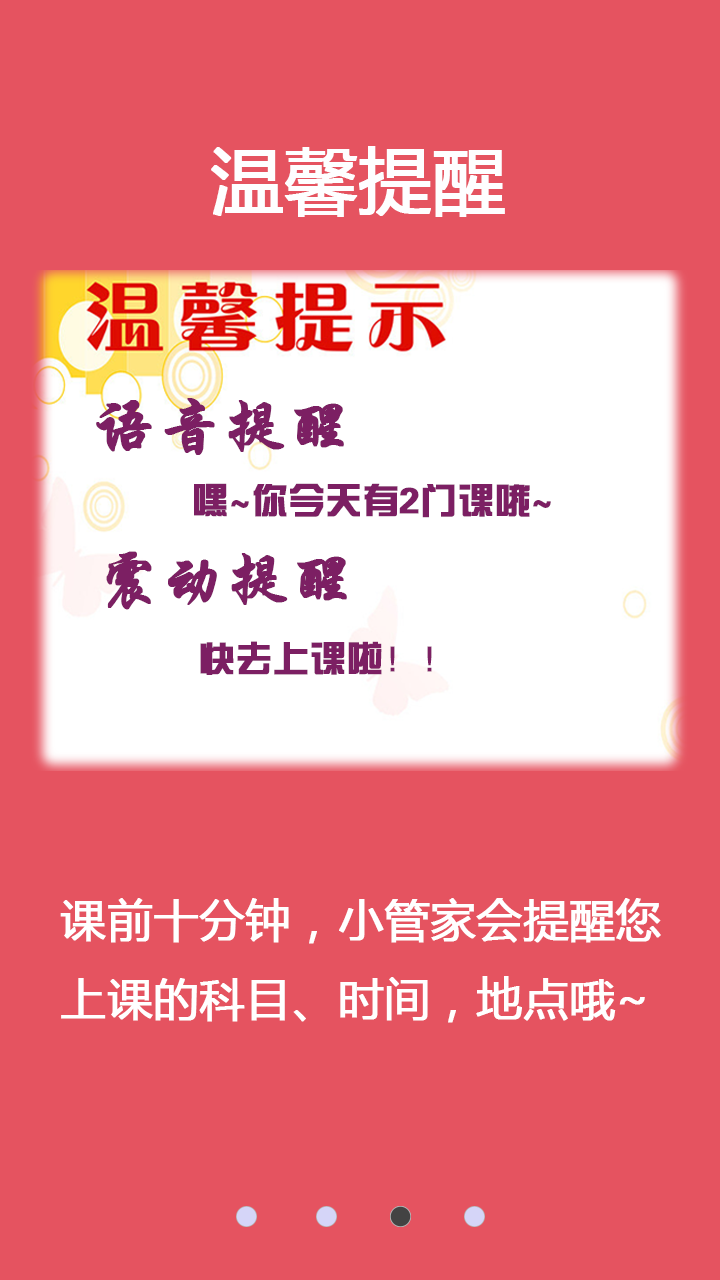 温馨提醒
温馨提示
语音提醒
嘿~你今天有2门课哦~
震动提醒
快去上课啦！！
课前十分钟，小管家会提醒您
上课的科目、时间，地点哦~